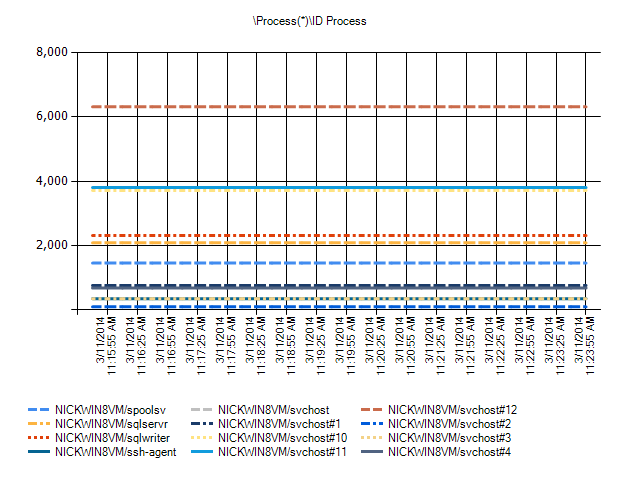 \Process(*)\ID Process
8,000
6,000
4,000
2,000
3/11/2014 11:15:55 AM
3/11/2014 11:16:25 AM
3/11/2014 11:16:55 AM
3/11/2014 11:17:25 AM
3/11/2014 11:17:55 AM
3/11/2014 11:18:25 AM
3/11/2014 11:18:55 AM
3/11/2014 11:19:25 AM
3/11/2014 11:19:55 AM
3/11/2014 11:20:25 AM
3/11/2014 11:20:55 AM
3/11/2014 11:21:25 AM
3/11/2014 11:21:55 AM
3/11/2014 11:22:25 AM
3/11/2014 11:22:55 AM
3/11/2014 11:23:25 AM
3/11/2014 11:23:55 AM
NICKWIN8VM/spoolsv NICKWIN8VM/svchost NICKWIN8VM/svchost#12
NICKWIN8VM/sqlservr NICKWIN8VM/svchost#1 NICKWIN8VM/svchost#2
NICKWIN8VM/sqlwriter NICKWIN8VM/svchost#10 NICKWIN8VM/svchost#3
NICKWIN8VM/ssh-agent NICKWIN8VM/svchost#11 NICKWIN8VM/svchost#4